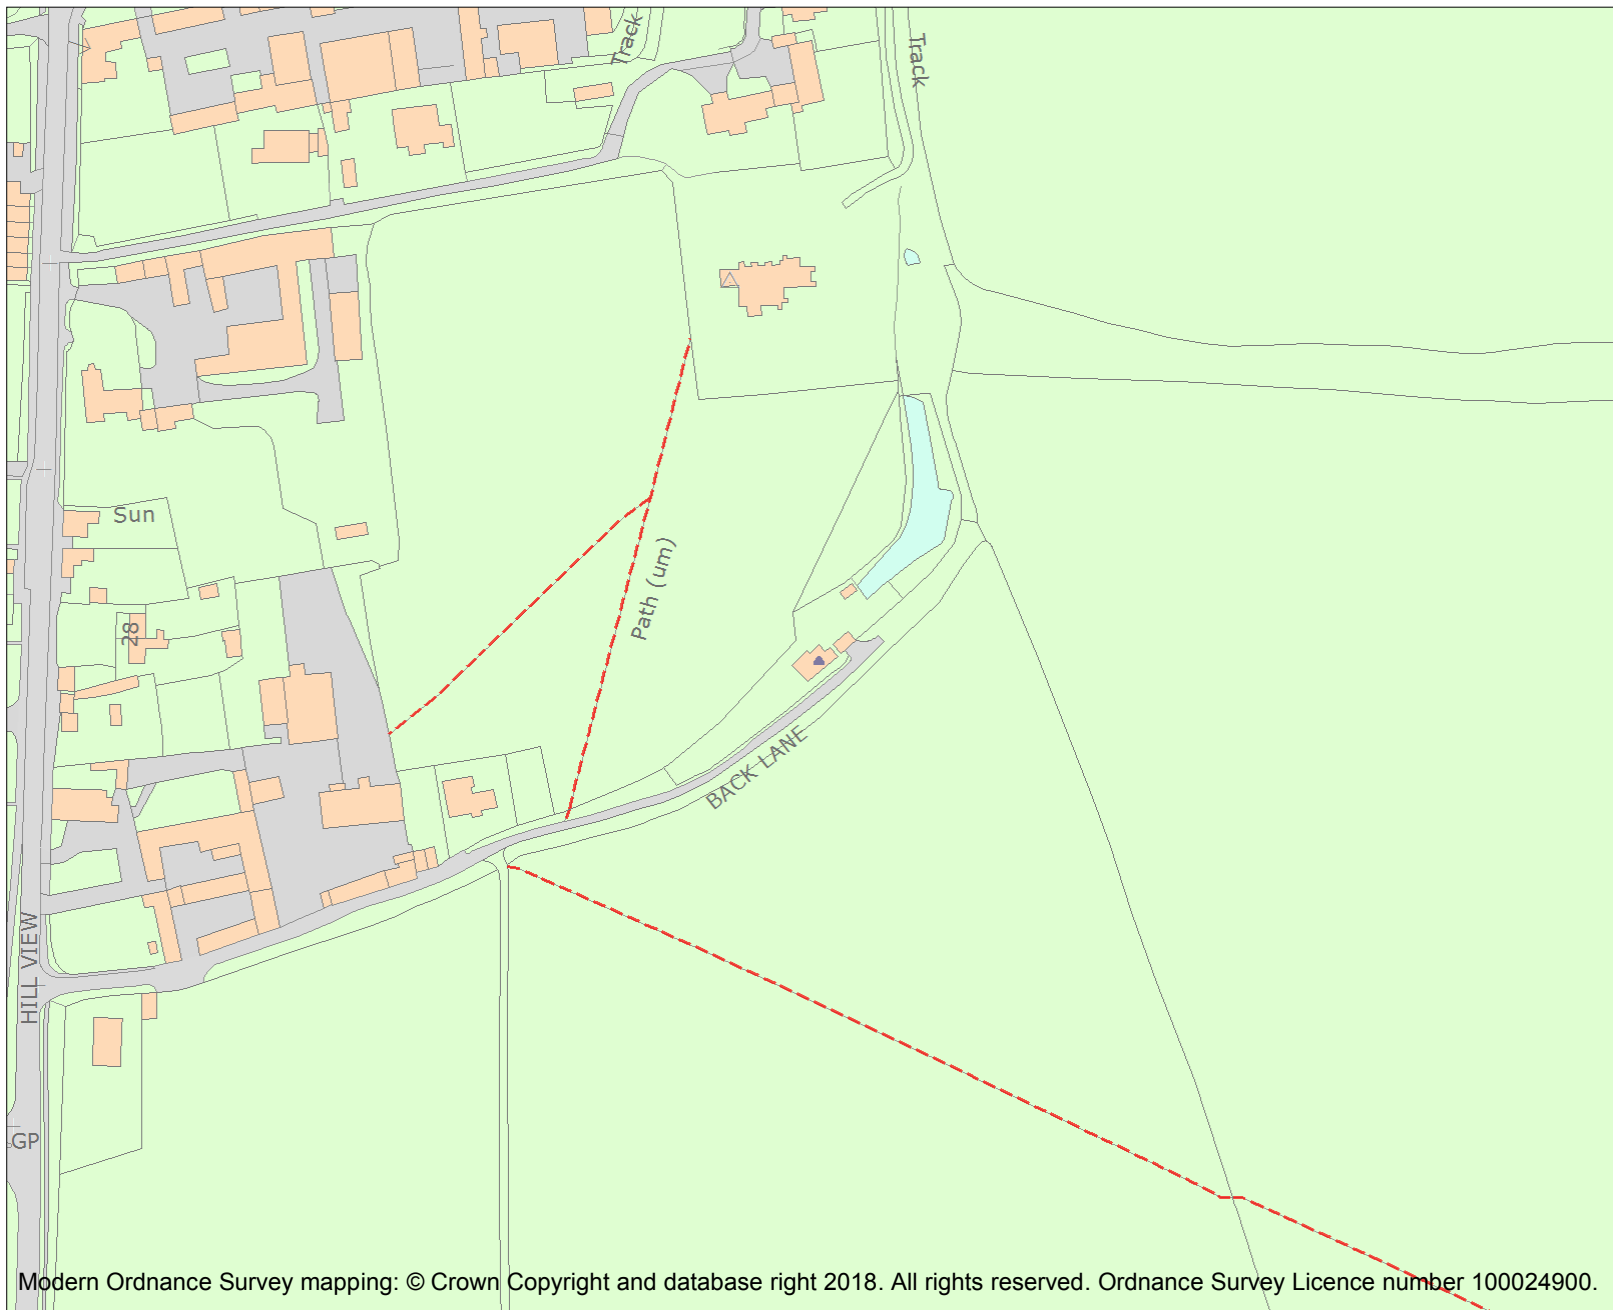 Track
Track
Sun
Path (um)
28
BACK LANE
HILL VIEW
GP
Modern Ordnance Survey mapping: © Crown Copyright and database right 2018. All rights reserved. Ordnance Survey Licence number 100024900.